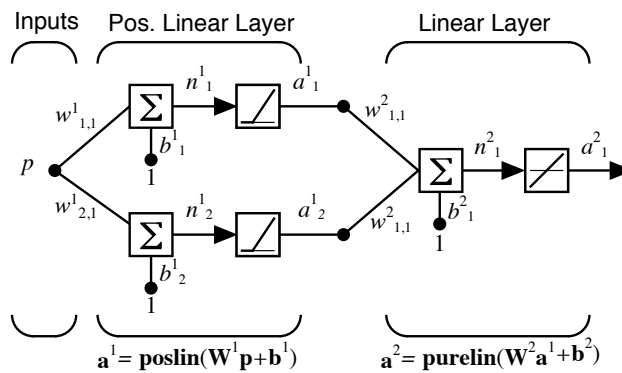 Inputs Pos. Linear Layer Linear Layer
w¹₁,₁ n¹₁ a¹₁ w²₁,₁
Σ
b¹₁
1
p n²₁ a²₁
Σ
b²₁
1
w¹₂,₁ n¹₂ a¹₂ w²₁,₁
Σ
b¹₂
1
a¹= poslin(W¹p+b¹) a²= purelin(W²a¹+b²)